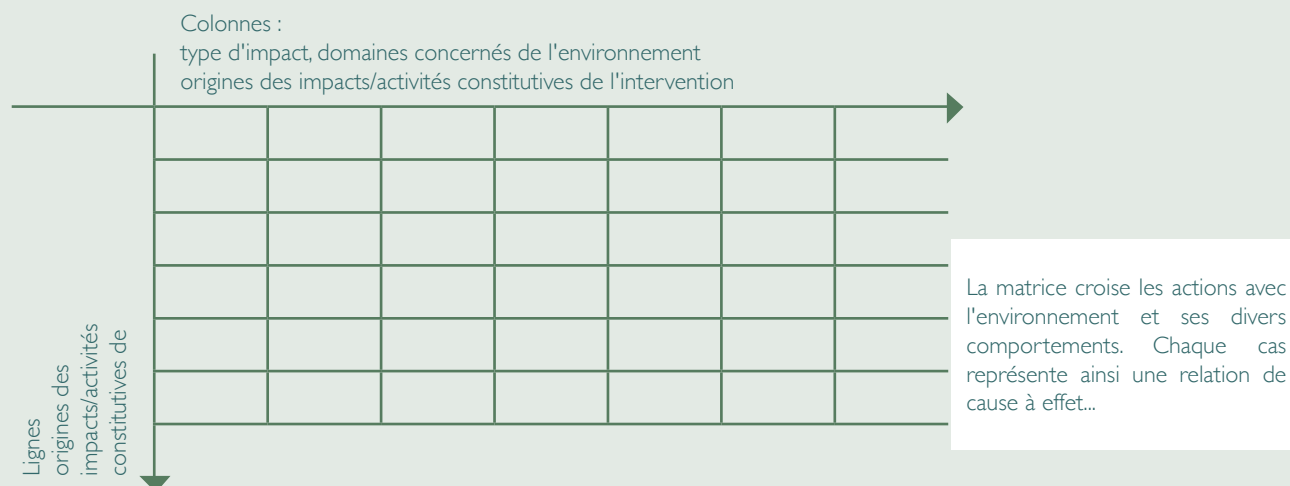 Colonnes :
type d'impact, domaines concernés de l'environnement
origines des impacts/activités constitutives de l'intervention
Lignes
origines des
impacts/activités
constitutives de
La matrice croise les actions avec
l'environnement et ses divers
comportements. Chaque cas
représente ainsi une relation de
cause à effet...